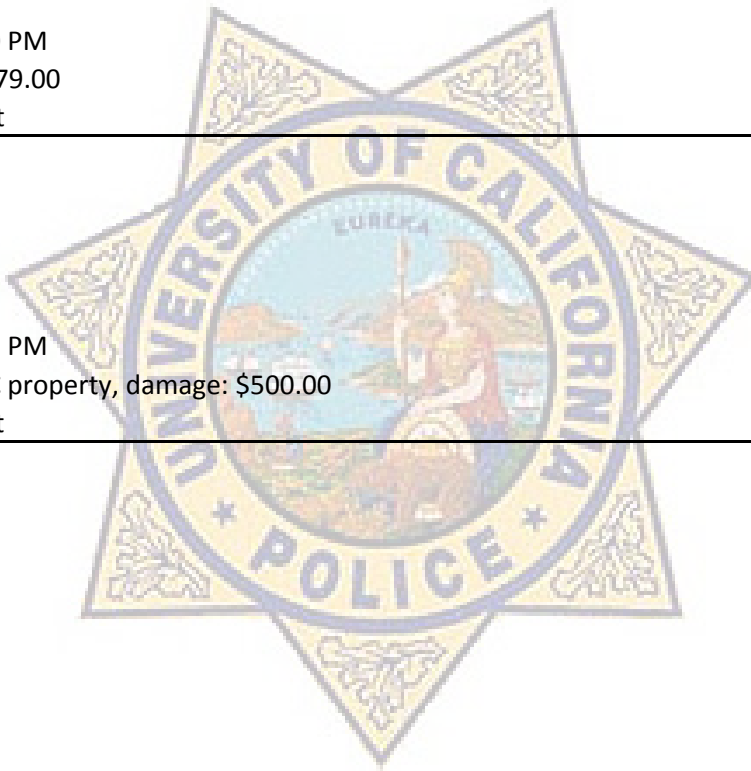 PM
79.00
t
UNIVERSITY OF CALIFORNIA
EUREKA
PM
property, damage: $500.00
t
POLICE